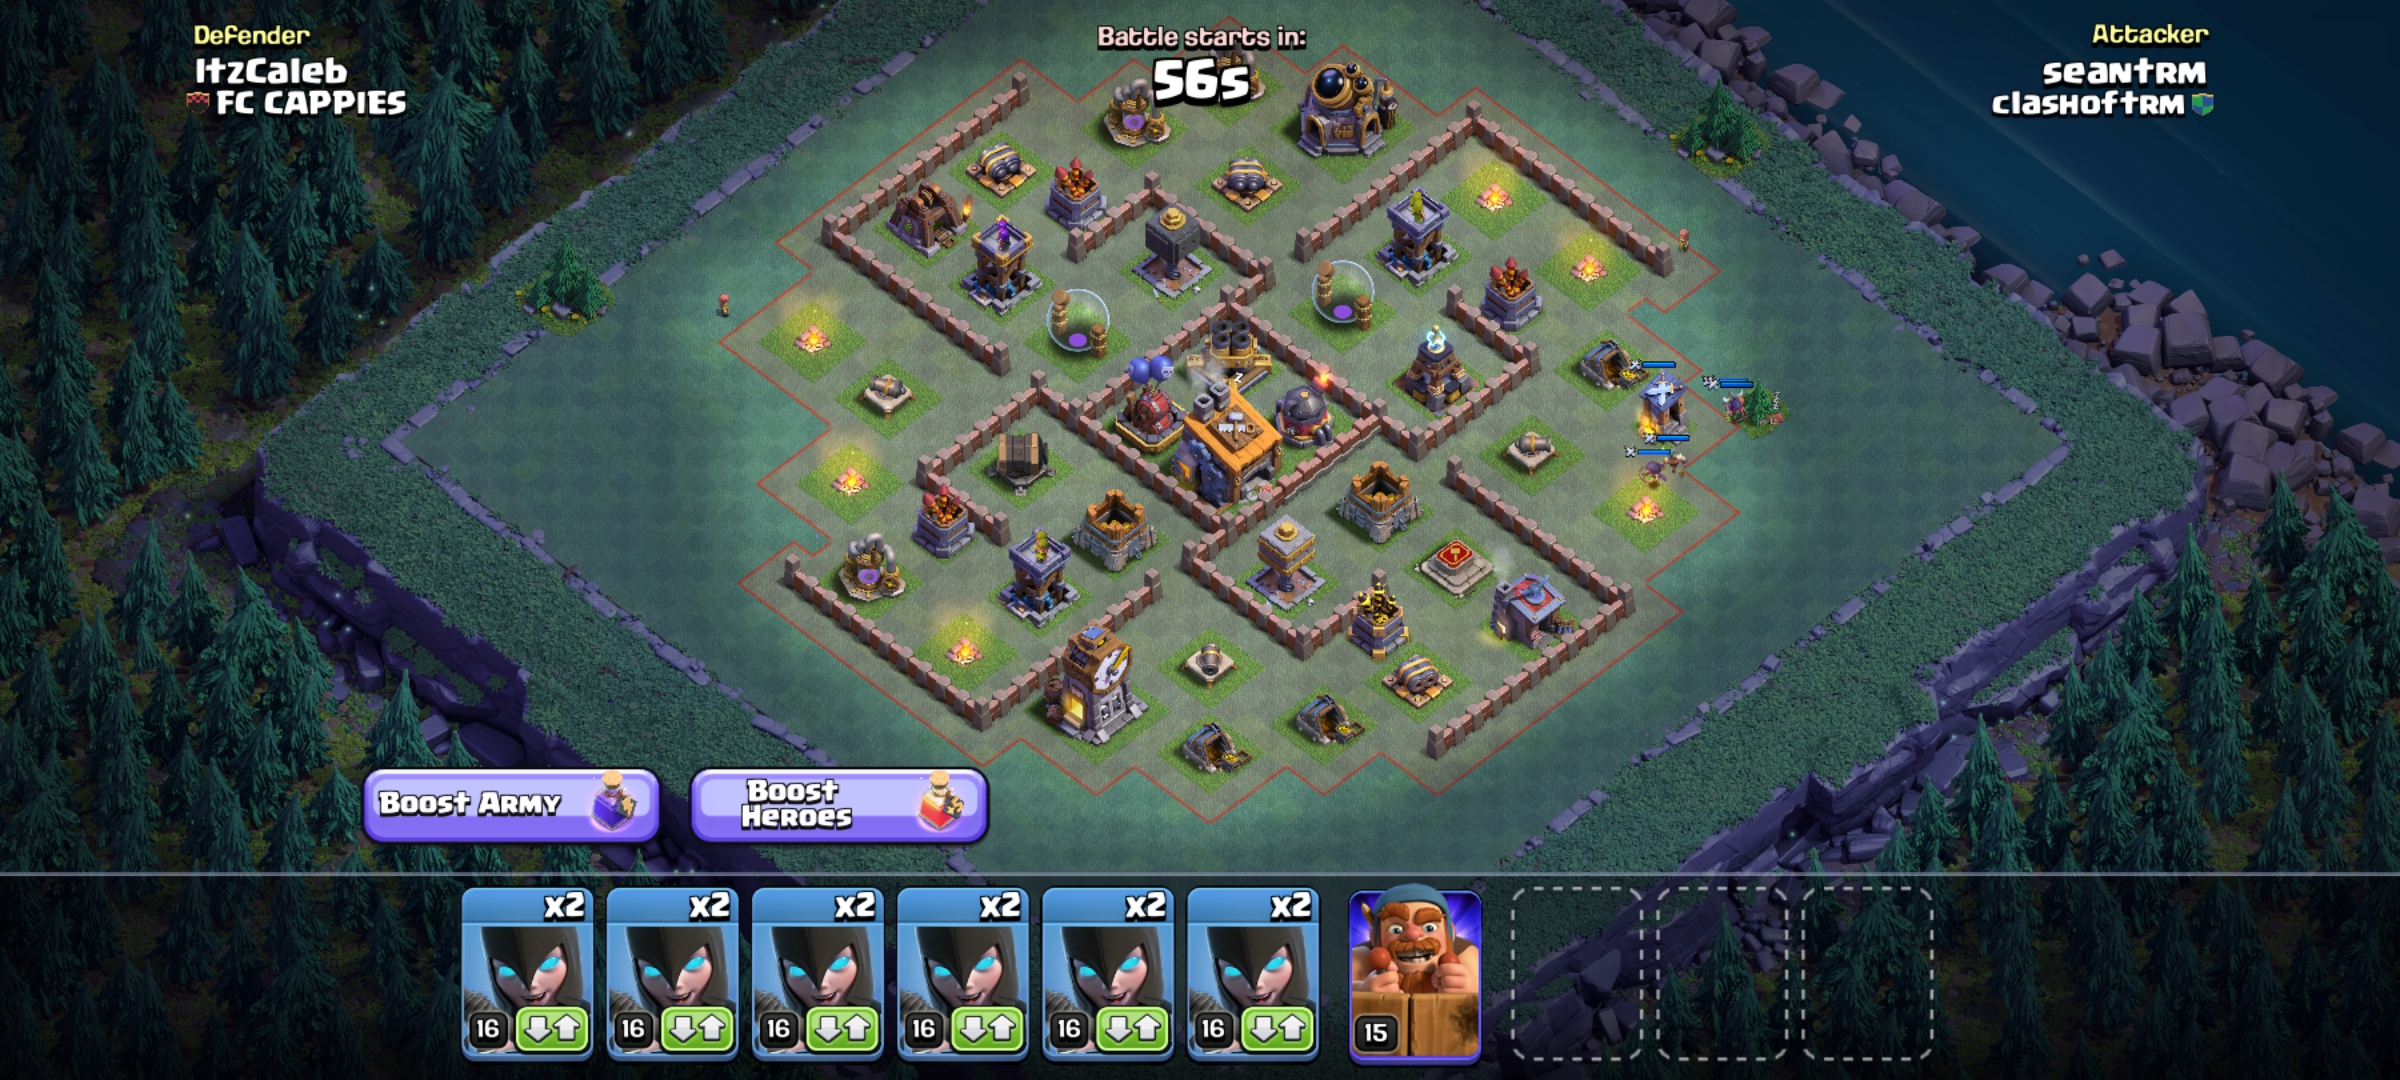 Defender
ItzCaleb
FC CAPPIES
Battle starts in:
56s
Attacker
seantRM
clashoftRM
Boost Army
Boost
Heroes
x2
x2
x2
x2
x2
x2
16
16
16
16
16
16
15